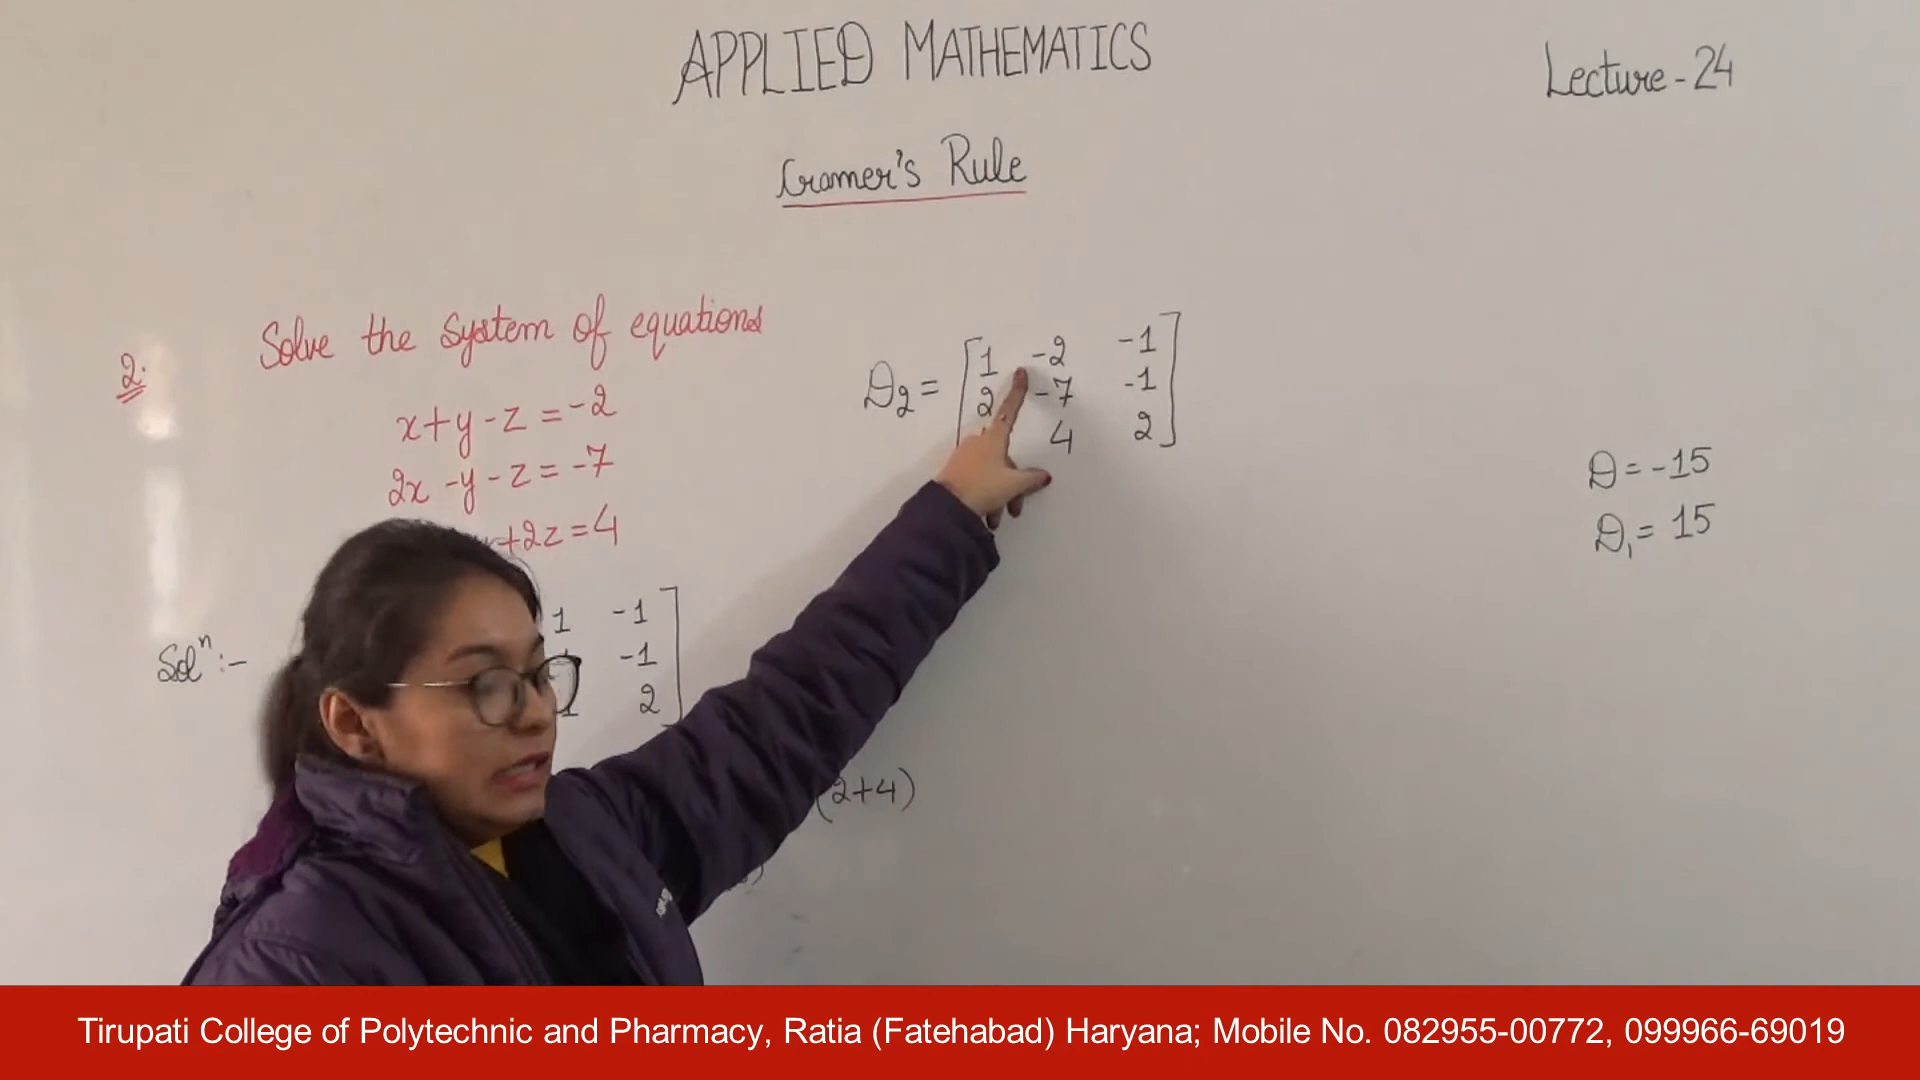 APPLIED MATHEMATICS
Lecture - 24
Cramer's Rule
2.
Solve the system of equations
x+y-z = -2
2x-y-z = -7
+2z = 4
Solⁿ:-
1 -1
-1
2
(2+4)
D₂ =
1 -2 -1
2 -7 -1
4 2
D = -15
D₁ = 15
Tirupati College of Polytechnic and Pharmacy, Ratia (Fatehabad) Haryana; Mobile No. 082955-00772, 099966-69019